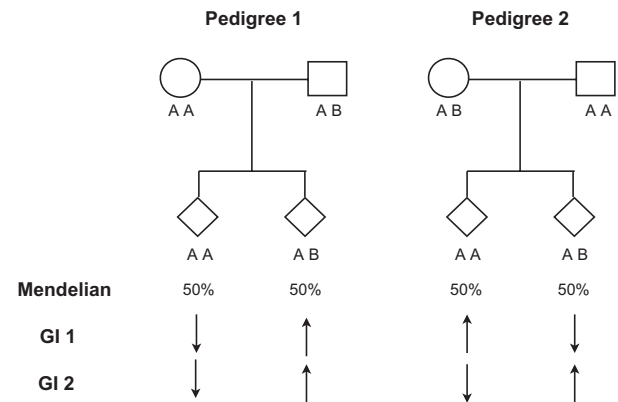 Pedigree 1 Pedigree 2
A A A B A B A A
A A A B A A A B
Mendelian 50% 50% 50% 50%
GI 1
GI 2